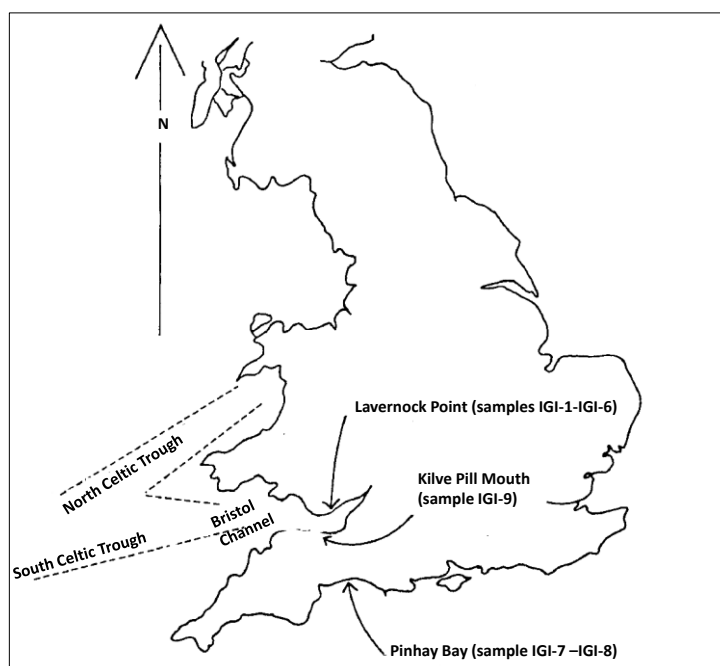 N
Lavernock Point (samples IGI-1-IGI-6)
North Celtic Trough
Kilve Pill Mouth
(sample IGI-9)
Bristol
Channel
South Celtic Trough
Pinhay Bay (sample IGI-7 –IGI-8)